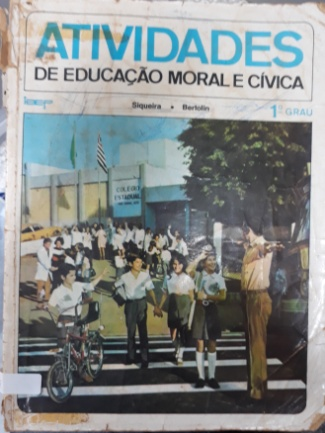 ATIVIDADES
DE EDUCAÇÃO MORAL E CÍVICA
Siqueira • Bertolin
1º GRAU
COLÉGIO
ESTADUAL